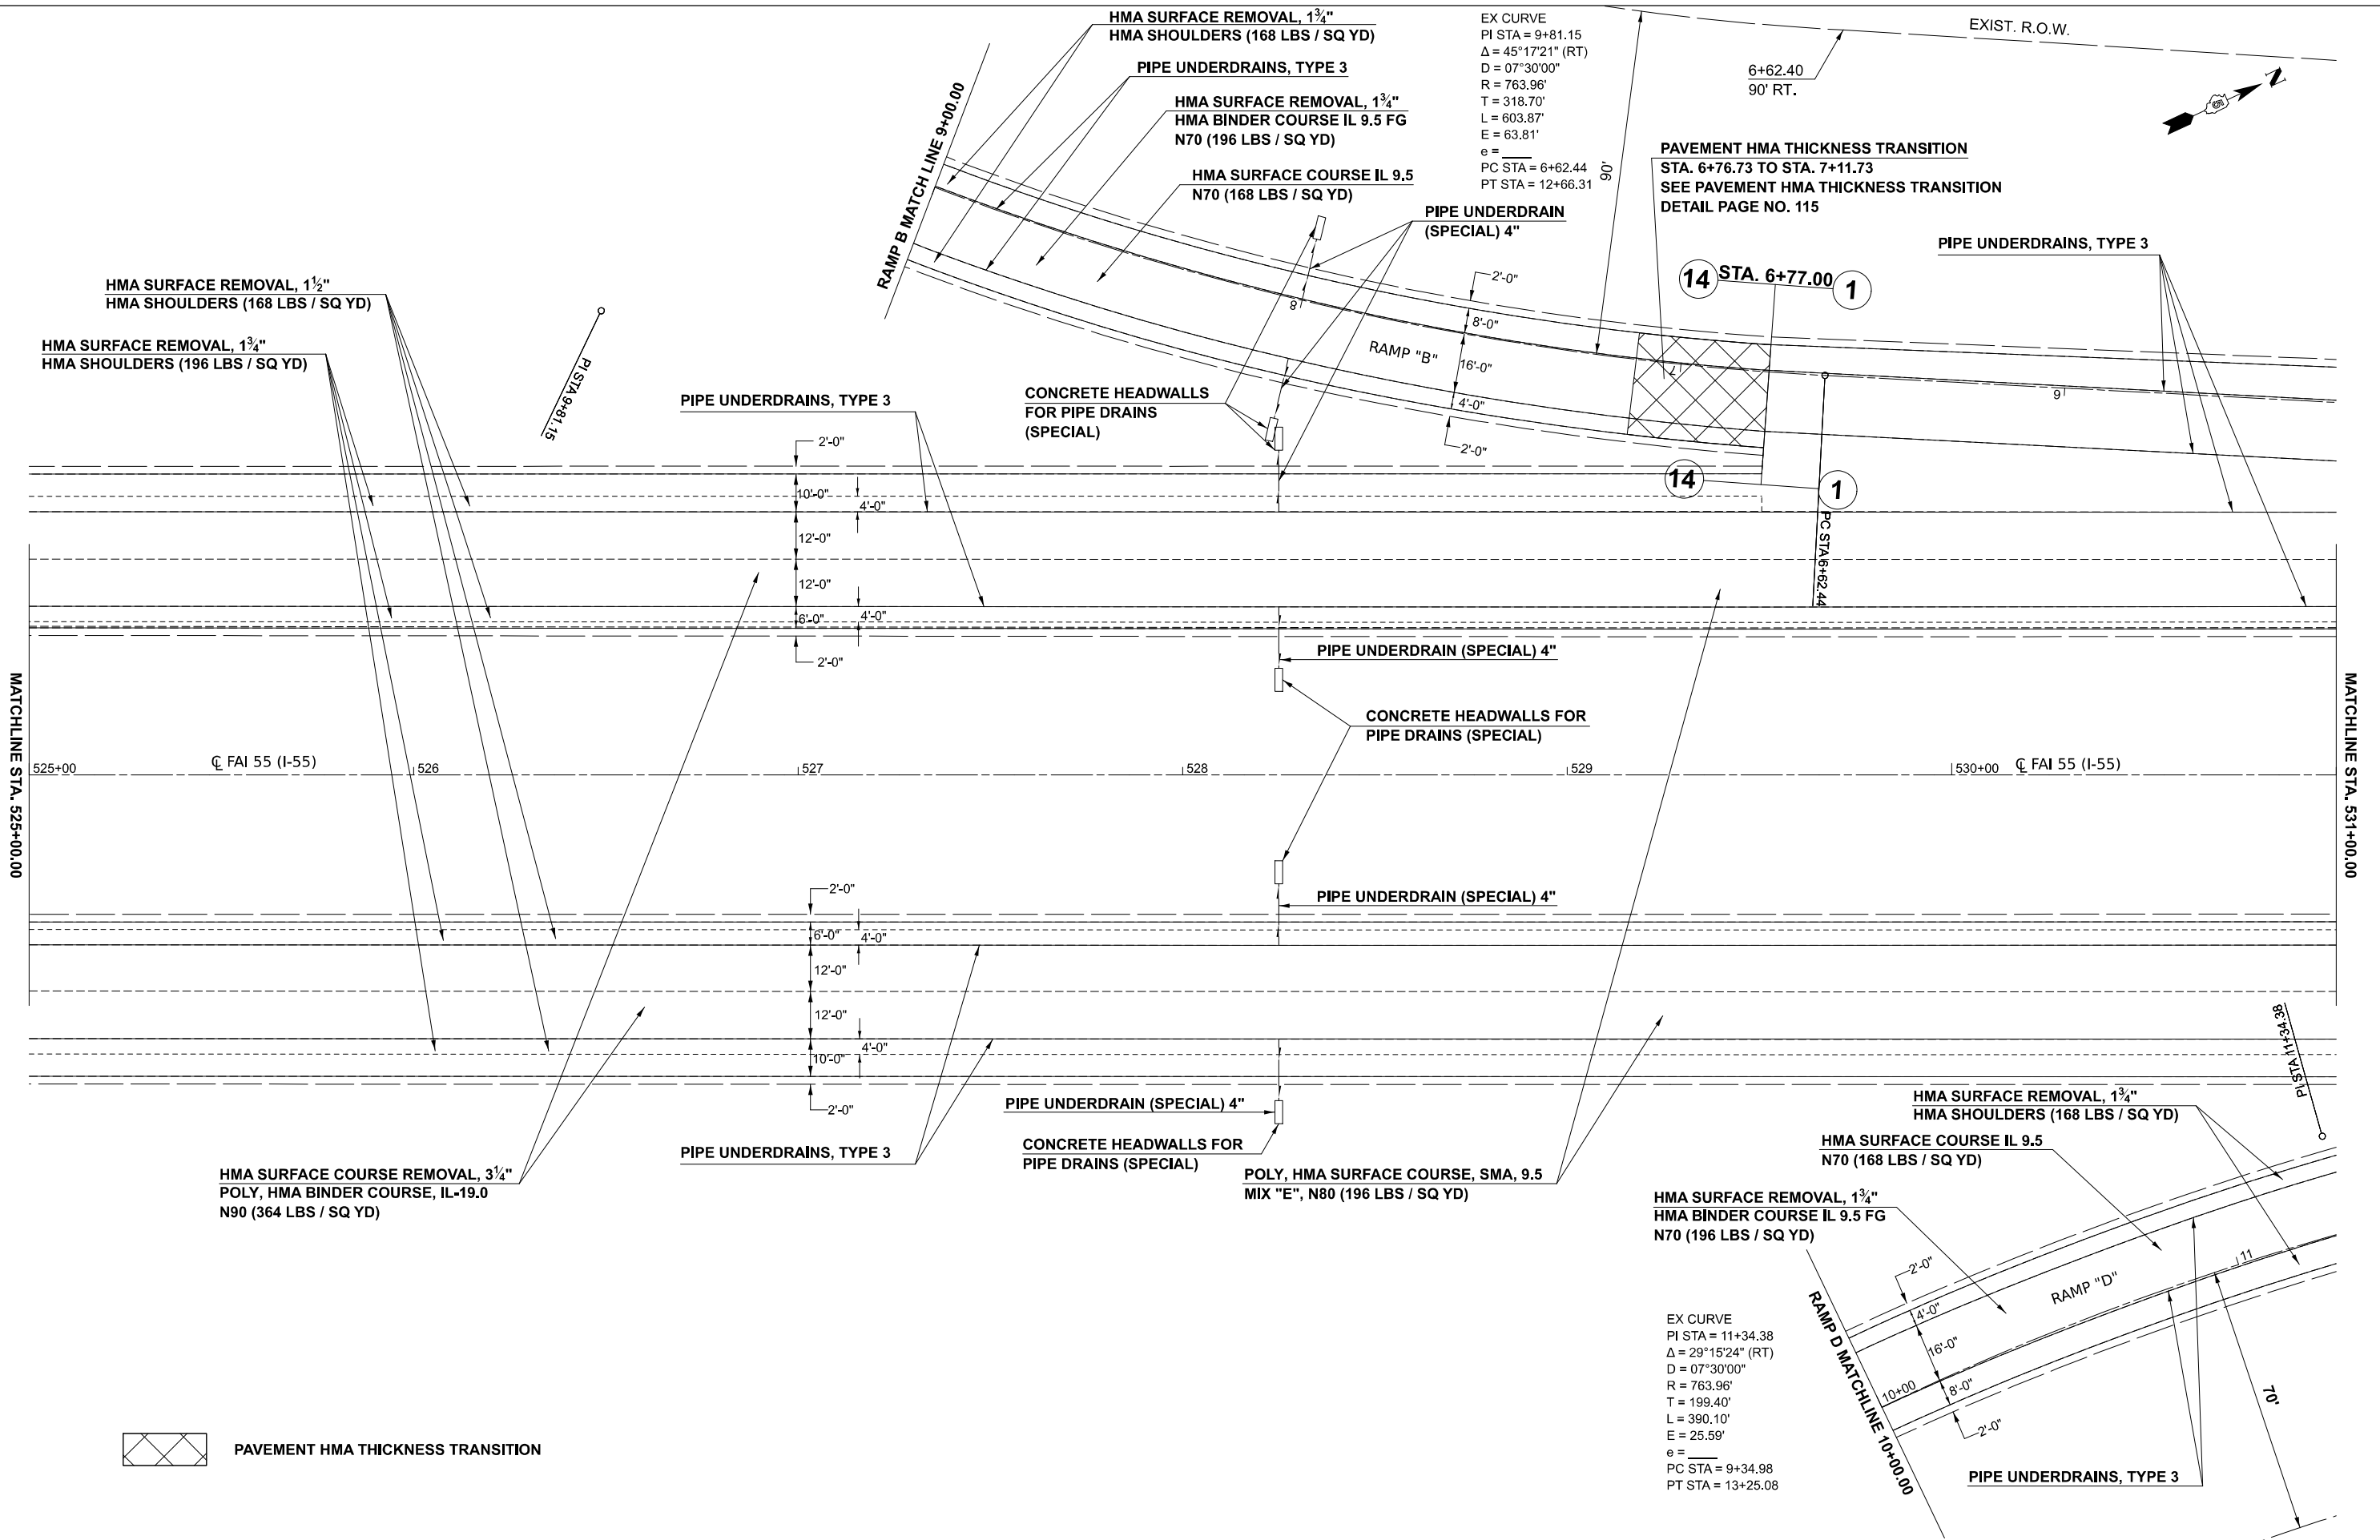 HMA SURFACE REMOVAL, 1¾"
HMA SHOULDERS (168 LBS / SQ YD)
PIPE UNDERDRAINS, TYPE 3
HMA SURFACE REMOVAL, 1¾"
HMA BINDER COURSE IL 9.5 FG
N70 (196 LBS / SQ YD)
HMA SURFACE COURSE IL 9.5
N70 (168 LBS / SQ YD)
RAMP B MATCH LINE 9+00.00
EX CURVE
PI STA = 9+81.15
Δ = 45°17'21" (RT)
D = 07°30'00"
R = 763.96'
T = 318.70'
L = 603.87'
E = 63.81'
e = ____
PC STA = 6+62.44
PT STA = 12+66.31
90'
EXIST. R.O.W.
6+62.40
90' RT.
N
55
PAVEMENT HMA THICKNESS TRANSITION
STA. 6+76.73 TO STA. 7+11.73
SEE PAVEMENT HMA THICKNESS TRANSITION
DETAIL PAGE NO. 115
PIPE UNDERDRAIN
(SPECIAL) 4"
PIPE UNDERDRAINS, TYPE 3
14 STA. 6+77.00 1
HMA SURFACE REMOVAL, 1½"
HMA SHOULDERS (168 LBS / SQ YD)
HMA SURFACE REMOVAL, 1¾"
HMA SHOULDERS (196 LBS / SQ YD)
PI STA 9+81.15
PIPE UNDERDRAINS, TYPE 3
CONCRETE HEADWALLS
FOR PIPE DRAINS
(SPECIAL)
8
2'-0"
8'-0"
RAMP "B"
16'-0"
4'-0"
2'-0"
7
6
14
1
PC STA 6+62.44
2'-0"
10'-0"
4'-0"
12'-0"
12'-0"
6'-0"
4'-0"
2'-0"
PIPE UNDERDRAIN (SPECIAL) 4"
CONCRETE HEADWALLS FOR
PIPE DRAINS (SPECIAL)
MATCHLINE STA. 525+00.00
525+00
℄ FAI 55 (I-55)
526
527
528
529
530+00
℄ FAI 55 (I-55)
MATCHLINE STA. 531+00.00
PIPE UNDERDRAIN (SPECIAL) 4"
2'-0"
6'-0"
4'-0"
12'-0"
12'-0"
4'-0"
10'-0"
2'-0"
PIPE UNDERDRAIN (SPECIAL) 4"
PIPE UNDERDRAINS, TYPE 3
CONCRETE HEADWALLS FOR
PIPE DRAINS (SPECIAL)
HMA SURFACE COURSE REMOVAL, 3¼"
POLY, HMA BINDER COURSE, IL-19.0
N90 (364 LBS / SQ YD)
POLY, HMA SURFACE COURSE, SMA, 9.5
MIX "E", N80 (196 LBS / SQ YD)
PI STA 11+34.38
HMA SURFACE REMOVAL, 1¾"
HMA SHOULDERS (168 LBS / SQ YD)
HMA SURFACE COURSE IL 9.5
N70 (168 LBS / SQ YD)
HMA SURFACE REMOVAL, 1¾"
HMA BINDER COURSE IL 9.5 FG
N70 (196 LBS / SQ YD)
2'-0"
4'-0"
16'-0"
8'-0"
2'-0"
10+00
11
RAMP "D"
70'
RAMP D MATCHLINE 10+00.00
EX CURVE
PI STA = 11+34.38
Δ = 29°15'24" (RT)
D = 07°30'00"
R = 763.96'
T = 199.40'
L = 390.10'
E = 25.59'
e = ____
PC STA = 9+34.98
PT STA = 13+25.08
PIPE UNDERDRAINS, TYPE 3
PAVEMENT HMA THICKNESS TRANSITION